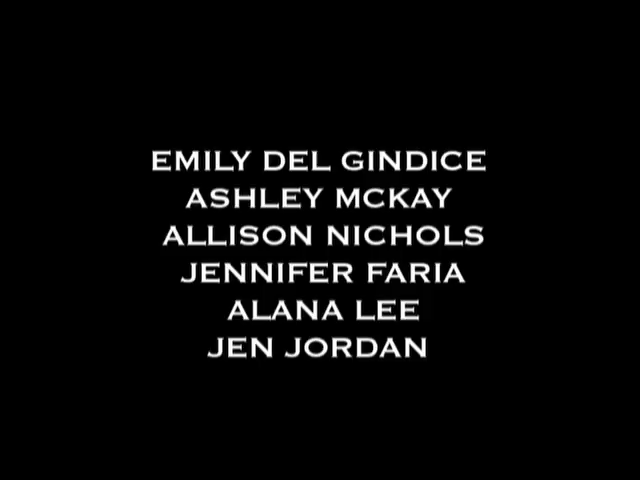 EMILY DEL GINDICE
ASHLEY MCKAY
ALLISON NICHOLS
JENNIFER FARIA
ALANA LEE
JEN JORDAN